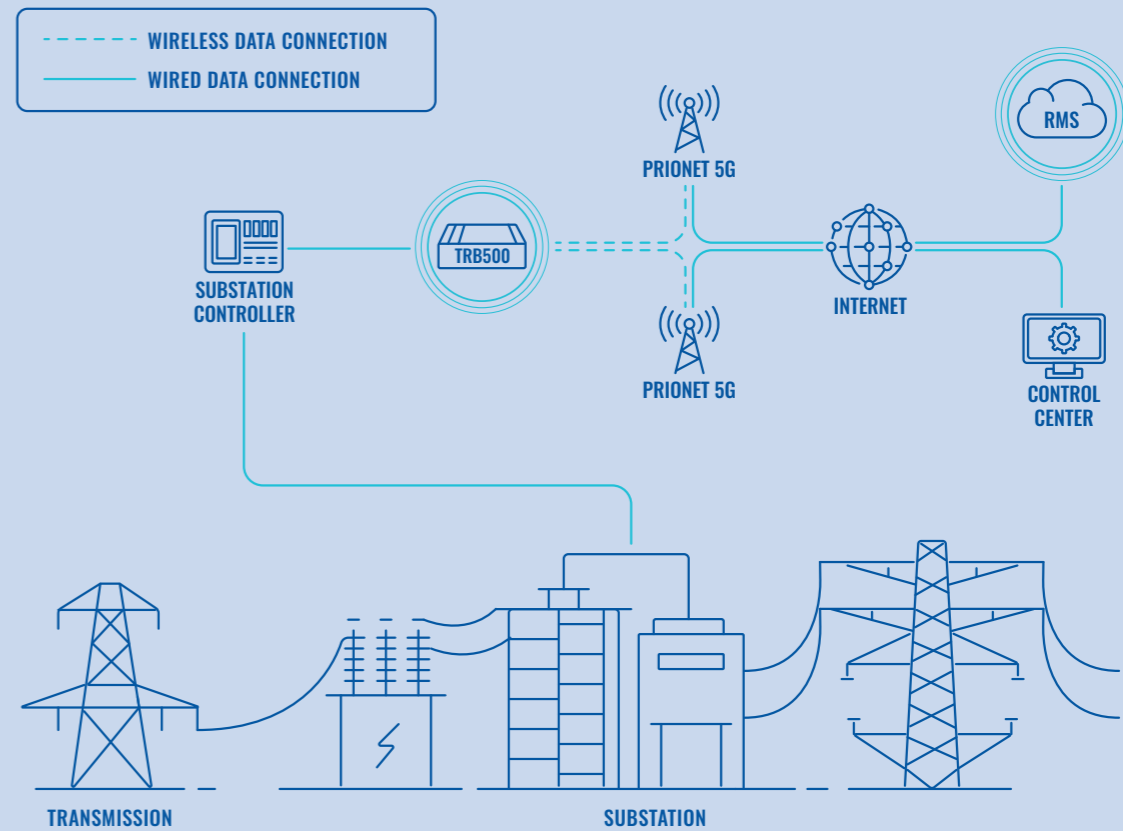 WIRELESS DATA CONNECTION
WIRED DATA CONNECTION
RMS
PRIONET 5G
TRB500
SUBSTATION
CONTROLLER
INTERNET
PRIONET 5G
CONTROL
CENTER
TRANSMISSION
SUBSTATION